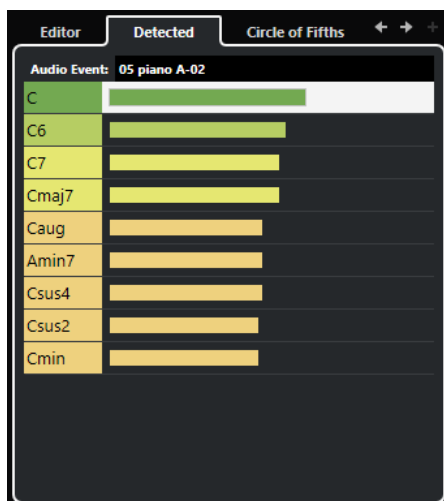 Editor Detected Circle of Fifths
Audio Event: 05 piano A-02
C
C6
C7
Cmaj7
Caug
Amin7
Csus4
Csus2
Cmin